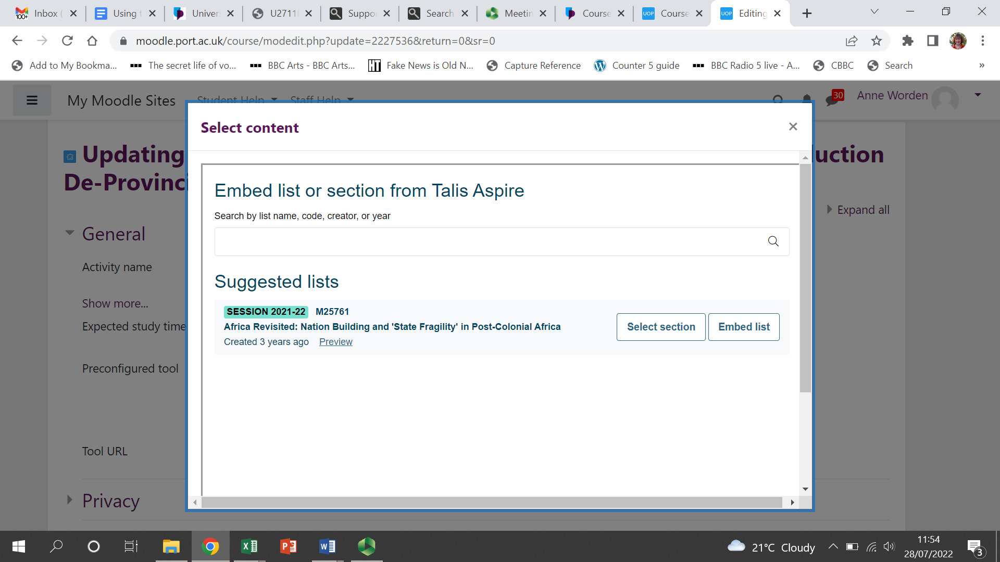 100+ Inbox ( Using t Univer U2711 Suppo Search Meetin Course UOP Course UOP Editing
moodle.port.ac.uk/course/modedit.php?update=2227536&return=0&sr=0
Add to My Bookma... The secret life of vo... BBC Arts - BBC Arts... HT Fake News is Old N... Capture Reference Counter 5 guide BBC Radio 5 live - A... CBBC Search »
My Moodle Sites Student Help Staff Help 30 Anne Worden
Select content
Updating uction
De-Provinci
Expand all
General
Activity name
Show more...
Expected study time
Preconfigured tool
Tool URL
Privacy
Embed list or section from Talis Aspire
Search by list name, code, creator, or year
Suggested lists
SESSION 2021-22 M25761
Africa Revisited: Nation Building and 'State Fragility' in Post-Colonial Africa
Created 3 years ago Preview
Select section Embed list
21°C Cloudy
11:54
28/07/2022
3